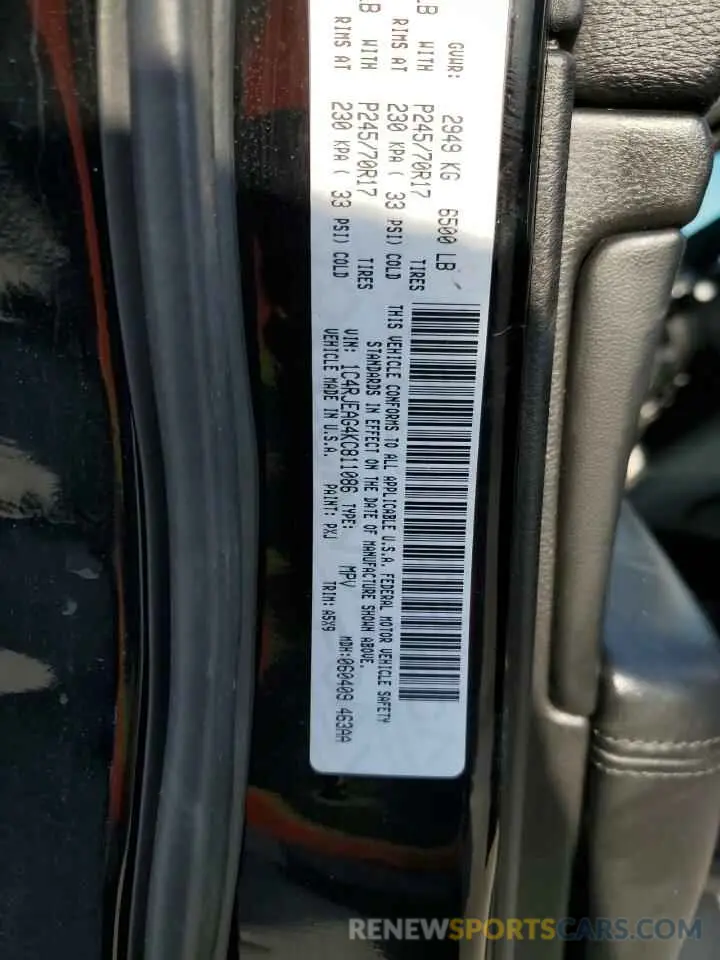 GVWR: 2949 KG 6500 LB
LB WITH P245/70R17 TIRES
RIMS AT 230 KPA ( 33 PSI) COLD
LB WITH P245/70R17 TIRES
RIMS AT 230 KPA ( 33 PSI) COLD
THIS VEHICLE CONFORMS TO ALL APPLICABLE U.S.A. FEDERAL MOTOR VEHICLE SAFETY
STANDARDS IN EFFECT ON THE DATE OF MANUFACTURE SHOWN ABOVE.
VIN: 1C4RJEAG4KC811086 TYPE: MPV MDH:060409 463AA
VEHICLE MADE IN U.S.A. PAINT: PXJ TRIM: A5X9
RENEWSPORTSCARS.COM